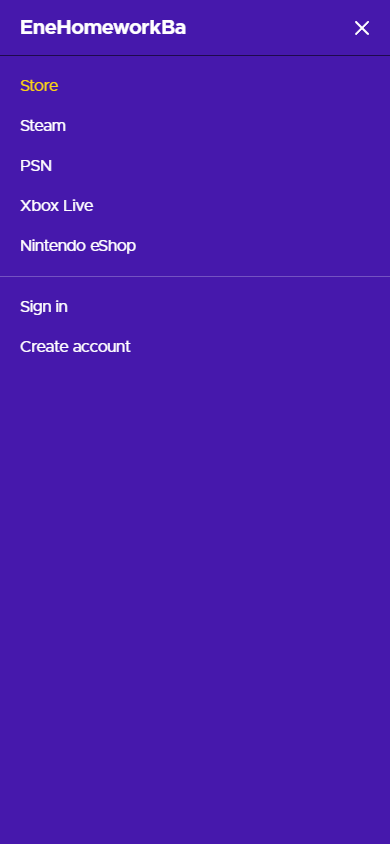 EneHomeworkBa
Store
Steam
PSN
Xbox Live
Nintendo eShop
Sign in
Create account